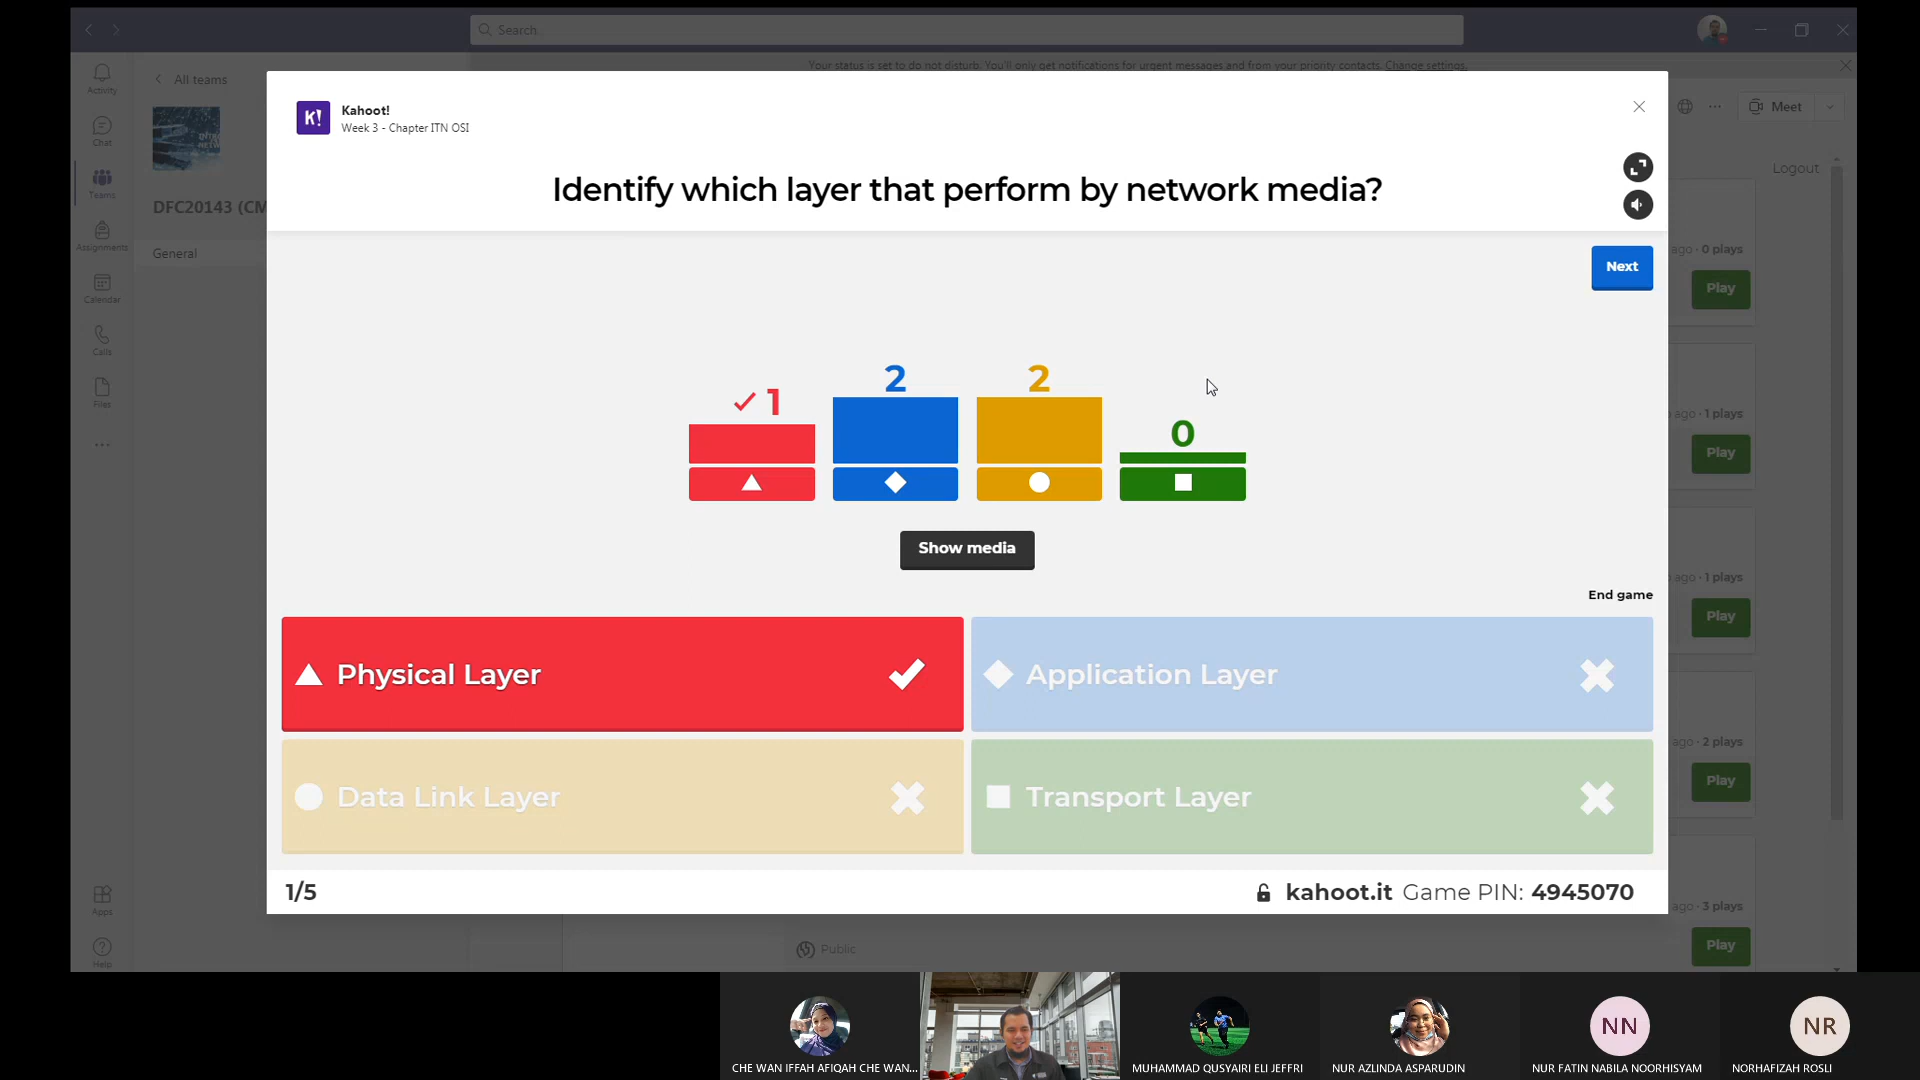 Search
Your status is set to do not disturb. You'll only get notifications for urgent messages and from your priority contacts. Change settings.
Activity
Chat
Teams
Assignments
Calendar
Calls
Files
Apps
Help
All teams
DFC20143 (CM
General
Meet
Logout
K!
Kahoot!
Week 3 - Chapter ITN OSI
Identify which layer that perform by network media?
Next
1
2
2
0
Show media
End game
Physical Layer
Application Layer
Data Link Layer
Transport Layer
1/5
kahoot.it Game PIN: 4945070
ago · 0 plays
Play
ago · 1 plays
Play
ago · 1 plays
Play
ago · 2 plays
Play
ago · 3 plays
Play
Public
CHE WAN IFFAH AFIQAH CHE WAN...
MUHAMMAD QUSYAIRI ELI JEFFRI
NUR AZLINDA ASPARUDIN
NN
NUR FATIN NABILA NOORHISYAM
NR
NORHAFIZAH ROSLI